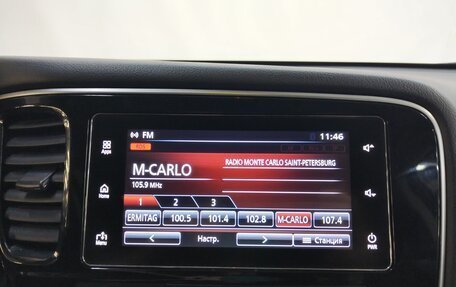 FM
11:46
Apps
RDS
RADIO MONTE CARLO SAINT-PETERSBURG
M-CARLO
105.9 MHz
Home
1 2 3
ERMITAG 100.5 101.4 102.8 M-CARLO 107.4
Menu
< Настр. > Станция
PWR